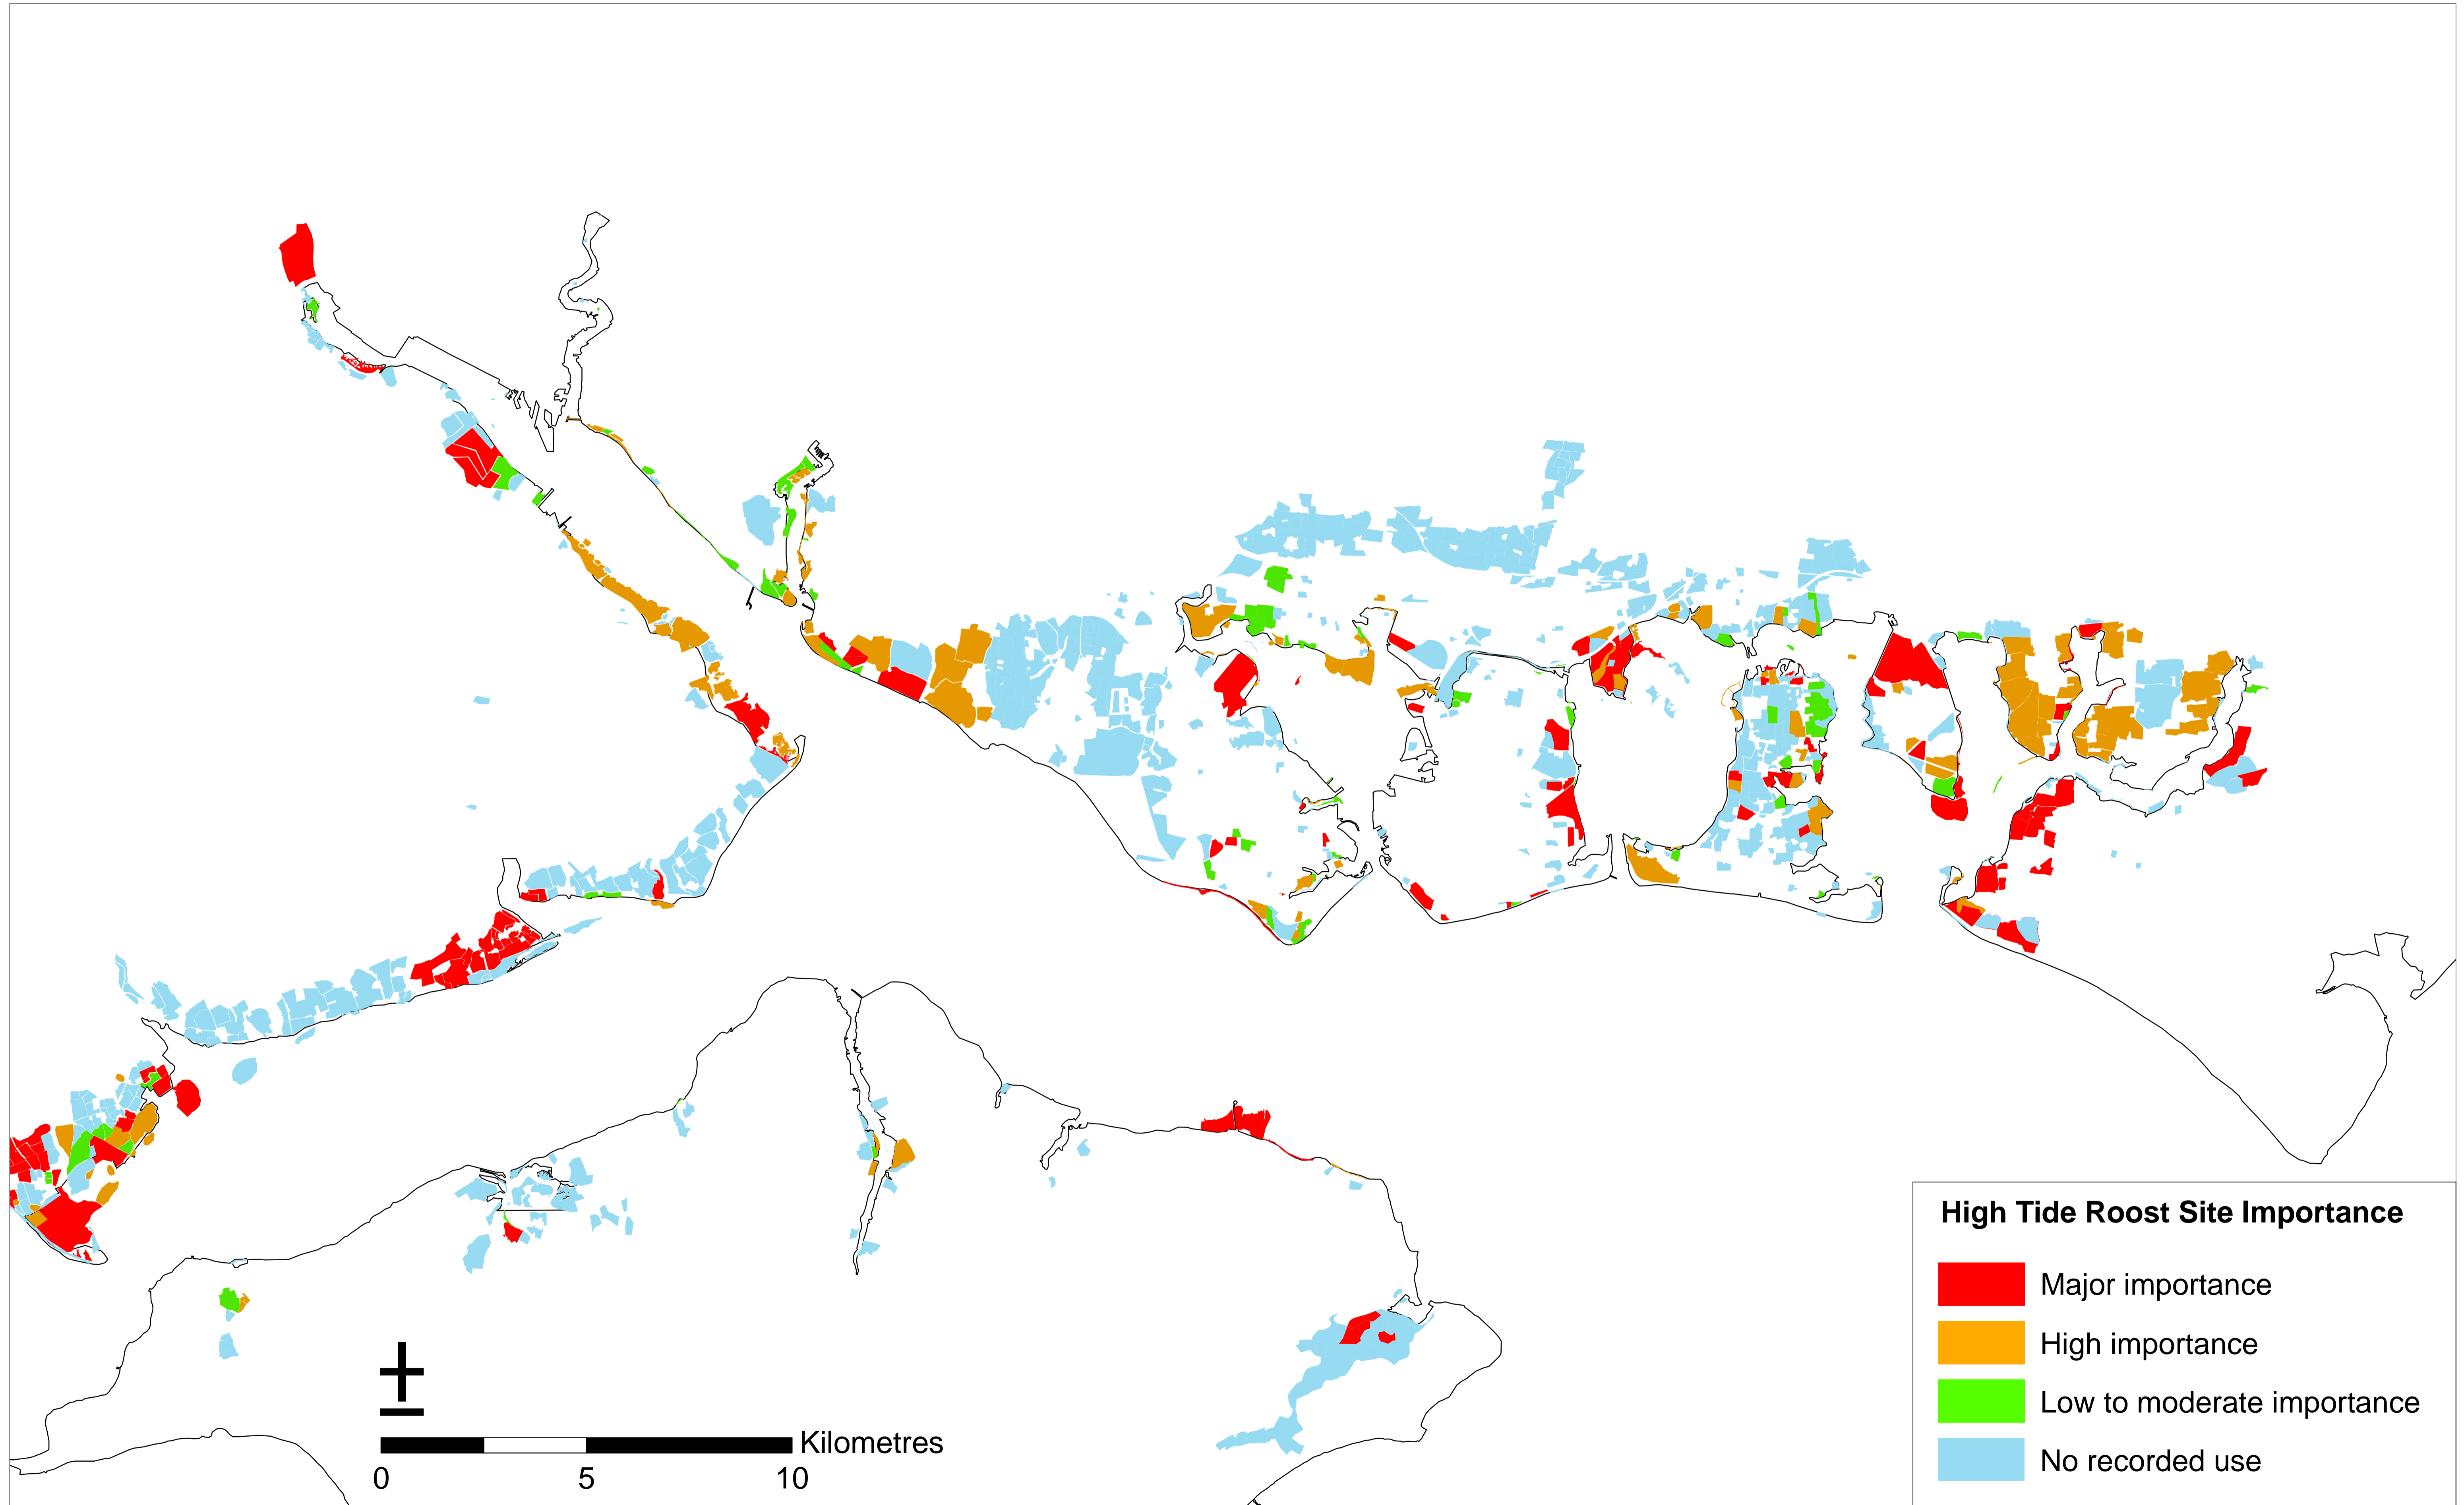 High Tide Roost Site Importance
Major importance
High importance
Low to moderate importance
No recorded use
Kilometres
0 5 10